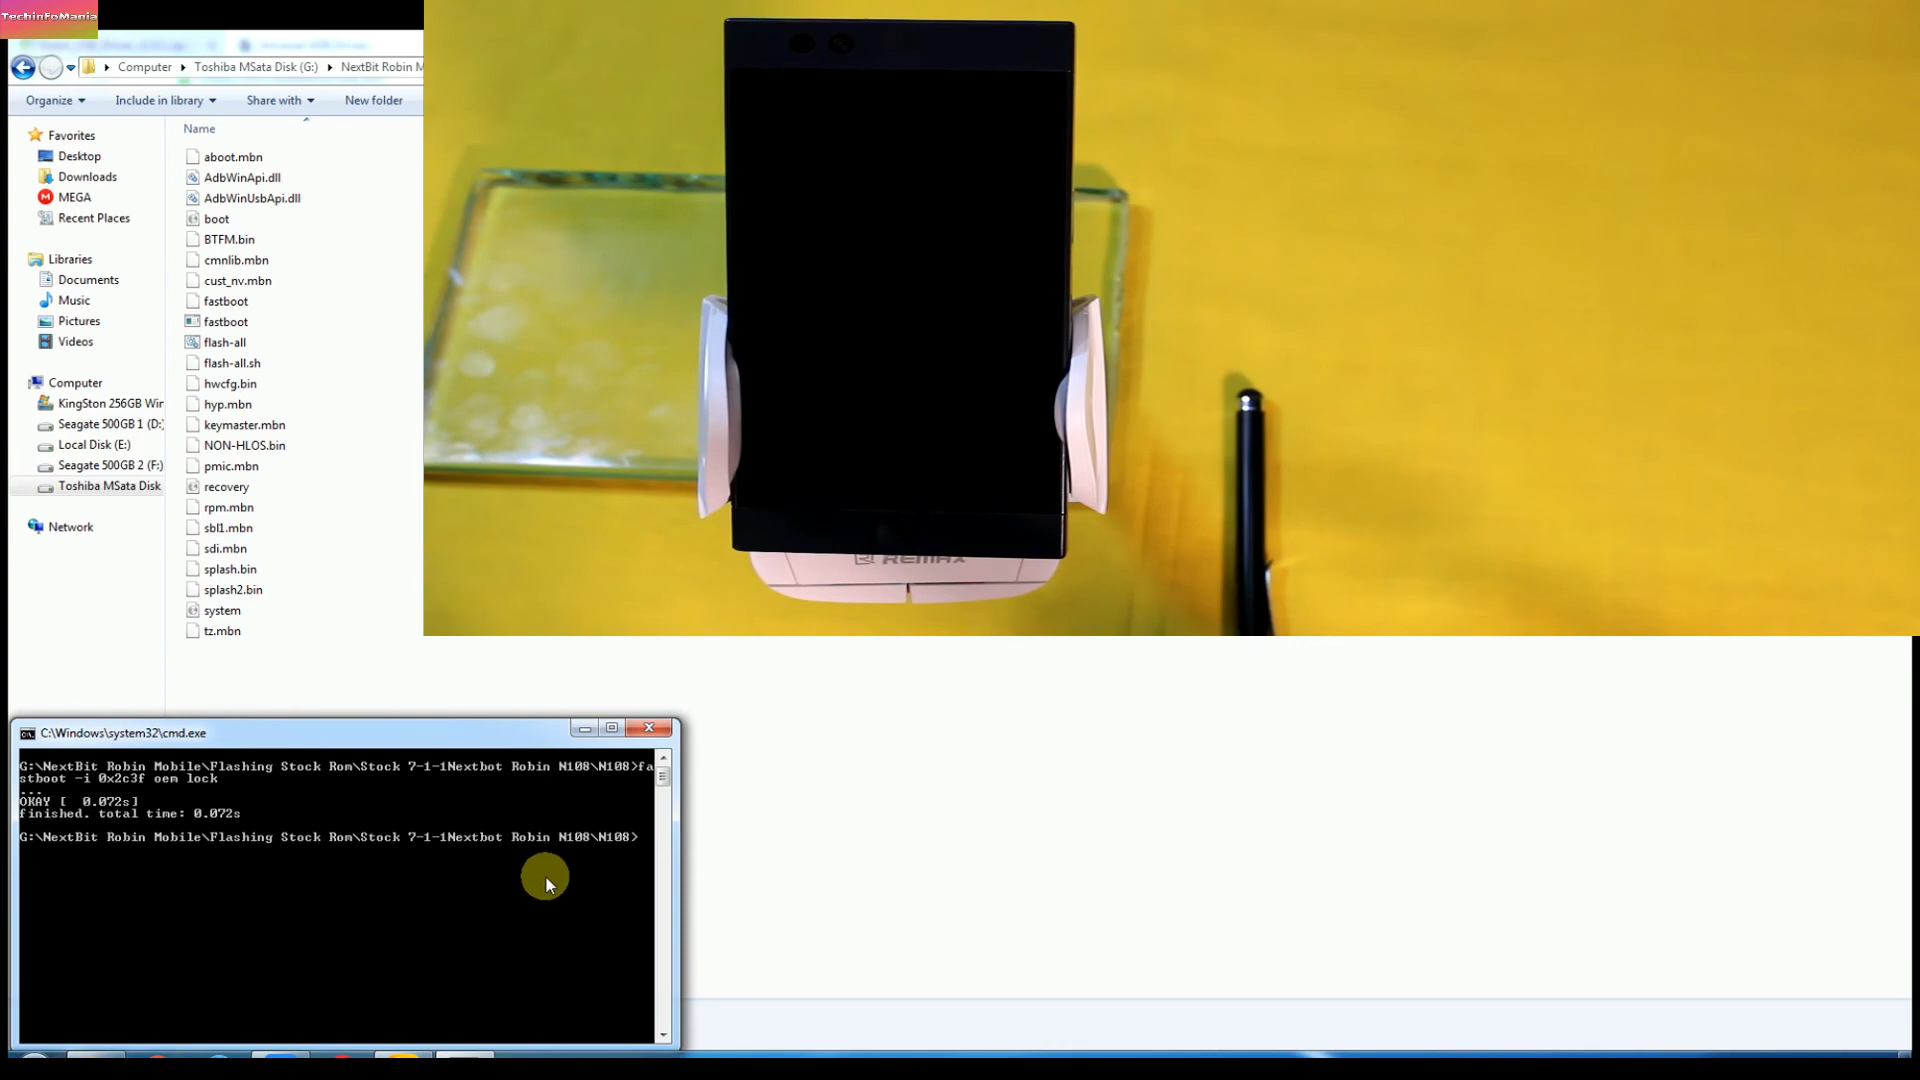 TechinFoMania
Computer
Toshiba MSata Disk (G:)
NextBit Robin M
Organize
Include in library
Share with
New folder
Name
Favorites
Desktop
Downloads
MEGA
Recent Places
Libraries
Documents
Music
Pictures
Videos
Computer
KingSton 256GB Wir
Seagate 500GB 1 (D:)
Local Disk (E:)
Seagate 500GB 2 (F:)
Toshiba MSata Disk
Network
aboot.mbn
AdbWinApi.dll
AdbWinUsbApi.dll
boot
BTFM.bin
cmnlib.mbn
cust_nv.mbn
fastboot
fastboot
flash-all
flash-all.sh
hwcfg.bin
hyp.mbn
keymaster.mbn
NON-HLOS.bin
pmic.mbn
recovery
rpm.mbn
sbl1.mbn
sdi.mbn
splash.bin
splash2.bin
system
tz.mbn
REMAX
C:\Windows\system32\cmd.exe
G:\NextBit Robin Mobile\Flashing Stock Rom\Stock 7-1-1Nextbot Robin N108\N108>fa
stboot -i 0x2c3f oem lock
...
OKAY [  0.072s]
finished. total time: 0.072s
G:\NextBit Robin Mobile\Flashing Stock Rom\Stock 7-1-1Nextbot Robin N108\N108>